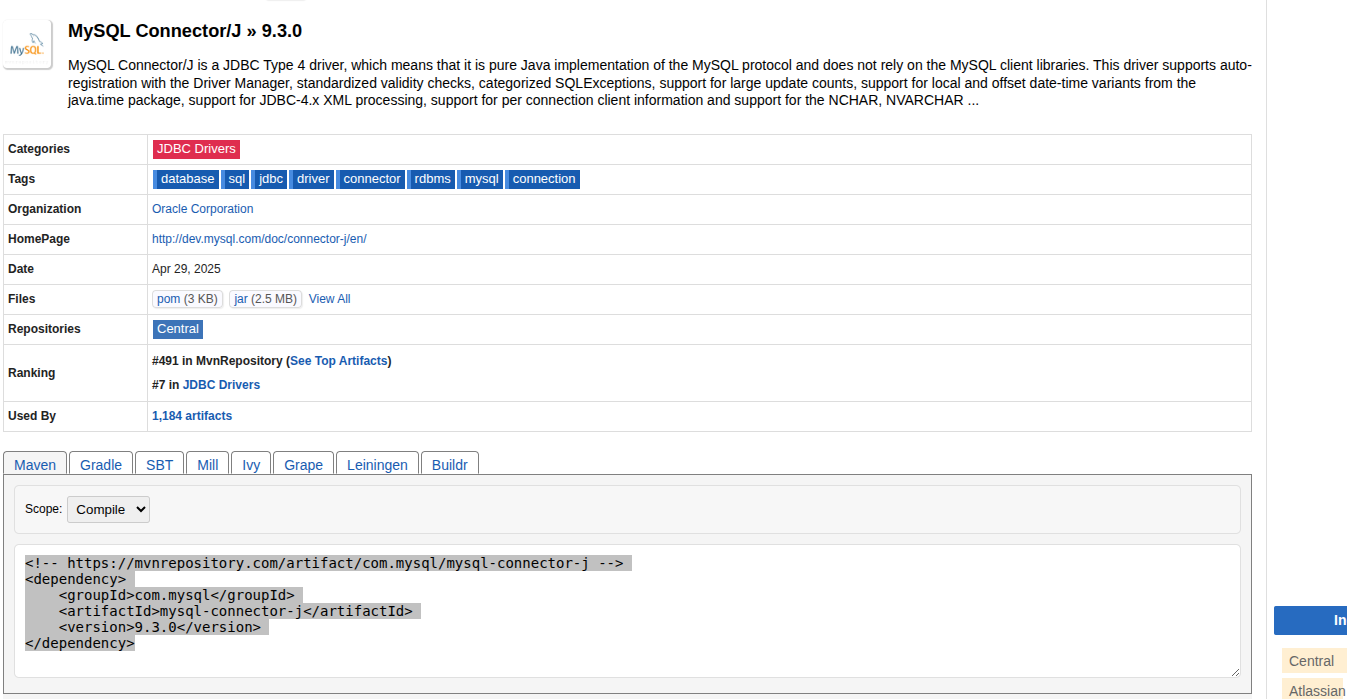 MySQL
MySQL Connector/J » 9.3.0
MySQL Connector/J is a JDBC Type 4 driver, which means that it is pure Java implementation of the MySQL protocol and does not rely on the MySQL client libraries. This driver supports auto-
registration with the Driver Manager, standardized validity checks, categorized SQLExceptions, support for large update counts, support for local and offset date-time variants from the
java.time package, support for JDBC-4.x XML processing, support for per connection client information and support for the NCHAR, NVARCHAR ...
Categories JDBC Drivers
Tags database sql jdbc driver connector rdbms mysql connection
Organization Oracle Corporation
HomePage http://dev.mysql.com/doc/connector-j/en/
Date Apr 29, 2025
Files pom (3 KB) jar (2.5 MB) View All
Repositories Central
Ranking #491 in MvnRepository (See Top Artifacts)
#7 in JDBC Drivers
Used By 1,184 artifacts
Maven Gradle SBT Mill Ivy Grape Leiningen Buildr
Scope: Compile
<!-- https://mvnrepository.com/artifact/com.mysql/mysql-connector-j -->
<dependency>
    <groupId>com.mysql</groupId>
    <artifactId>mysql-connector-j</artifactId>
    <version>9.3.0</version>
</dependency>
In
Central
Atlassian